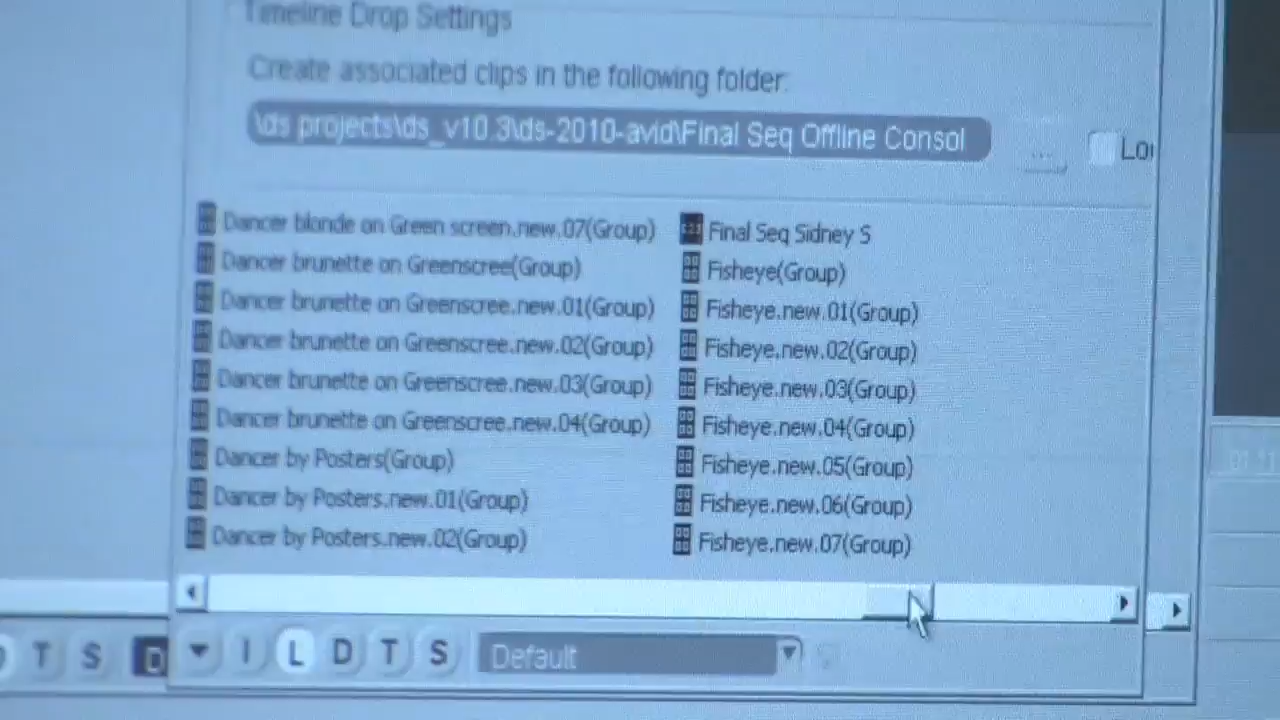 Timeline Drop Settings
Create associated clips in the following folder:
\ds projects\ds_v10.3\ds-2010-avid\Final Seq Offline Consol
...
Dancer blonde on Green screen.new.07(Group)
Dancer brunette on Greenscree(Group)
Dancer brunette on Greenscree.new.01(Group)
Dancer brunette on Greenscree.new.02(Group)
Dancer brunette on Greenscree.new.03(Group)
Dancer brunette on Greenscree.new.04(Group)
Dancer by Posters(Group)
Dancer by Posters.new.01(Group)
Dancer by Posters.new.02(Group)
Final Seq Sidney S
Fisheye(Group)
Fisheye.new.01(Group)
Fisheye.new.02(Group)
Fisheye.new.03(Group)
Fisheye.new.04(Group)
Fisheye.new.05(Group)
Fisheye.new.06(Group)
Fisheye.new.07(Group)
T S D
I L D T S Default